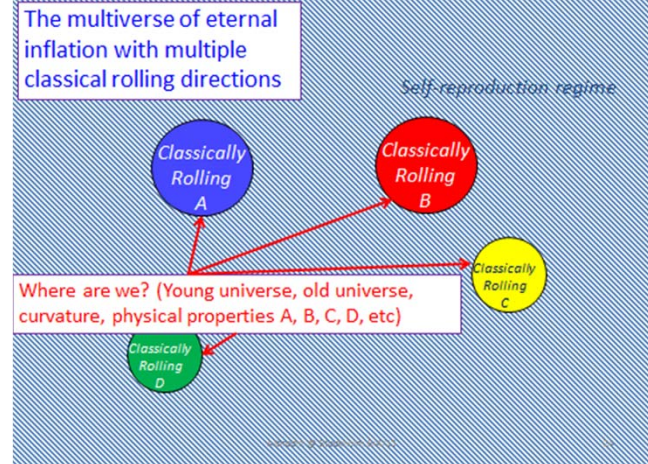 The multiverse of eternal
inflation with multiple
classical rolling directions
Self-reproduction regime
Classically
Rolling
A
Classically
Rolling
B
Classically
Rolling
C
Where are we? (Young universe, old universe,
curvature, physical properties A, B, C, D, etc)
Classically
Rolling
D